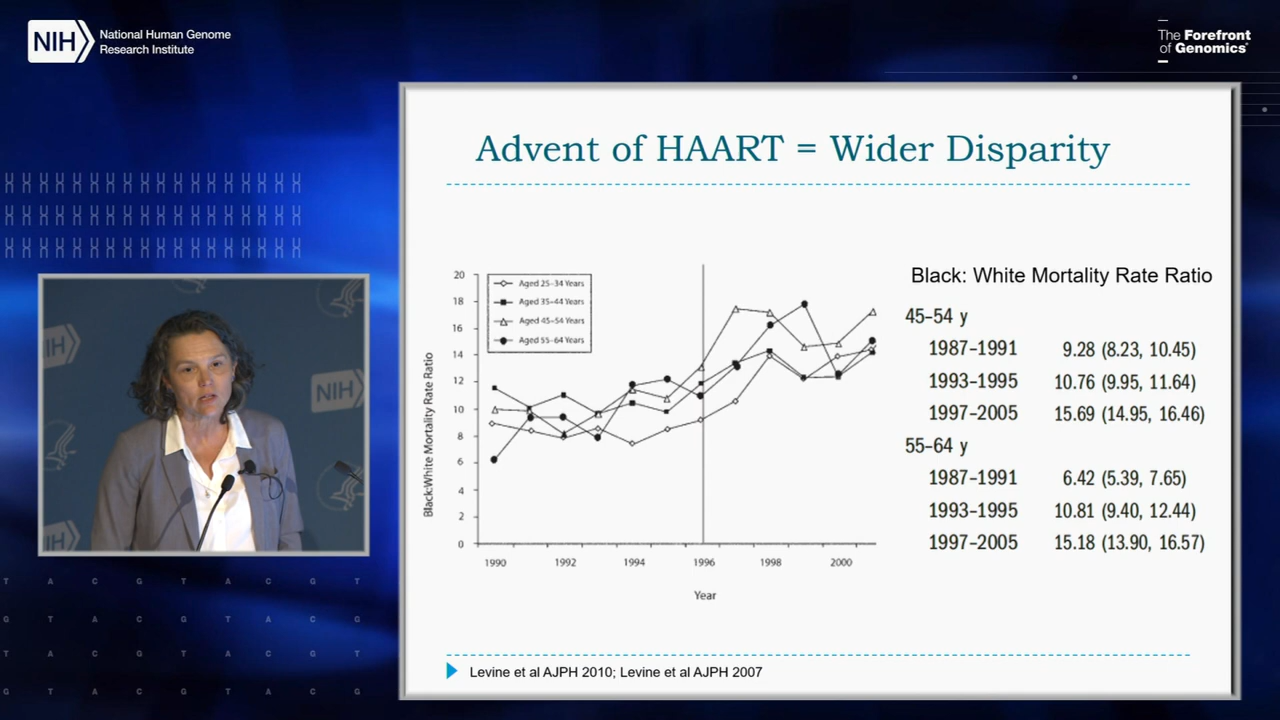 NIH
National Human Genome
Research Institute
The Forefront
of Genomics®
Advent of HAART = Wider Disparity
Black: White Mortality Rate Ratio
45–54 y
1987–1991 9.28 (8.23, 10.45)
1993–1995 10.76 (9.95, 11.64)
1997–2005 15.69 (14.95, 16.46)
55–64 y
1987–1991 6.42 (5.39, 7.65)
1993–1995 10.81 (9.40, 12.44)
1997–2005 15.18 (13.90, 16.57)
Aged 25–34 Years
Aged 35–44 Years
Aged 45–54 Years
Aged 55–64 Years
Black:White Mortality Rate Ratio
20
18
16
14
12
10
8
6
4
2
0
1990 1992 1994 1996 1998 2000
Year
Levine et al AJPH 2010; Levine et al AJPH 2007
NIH
NIH
NIH
T A C G T A C G T
G T A C G T A C G
T A C G T A C G T
G T A C G T A C G